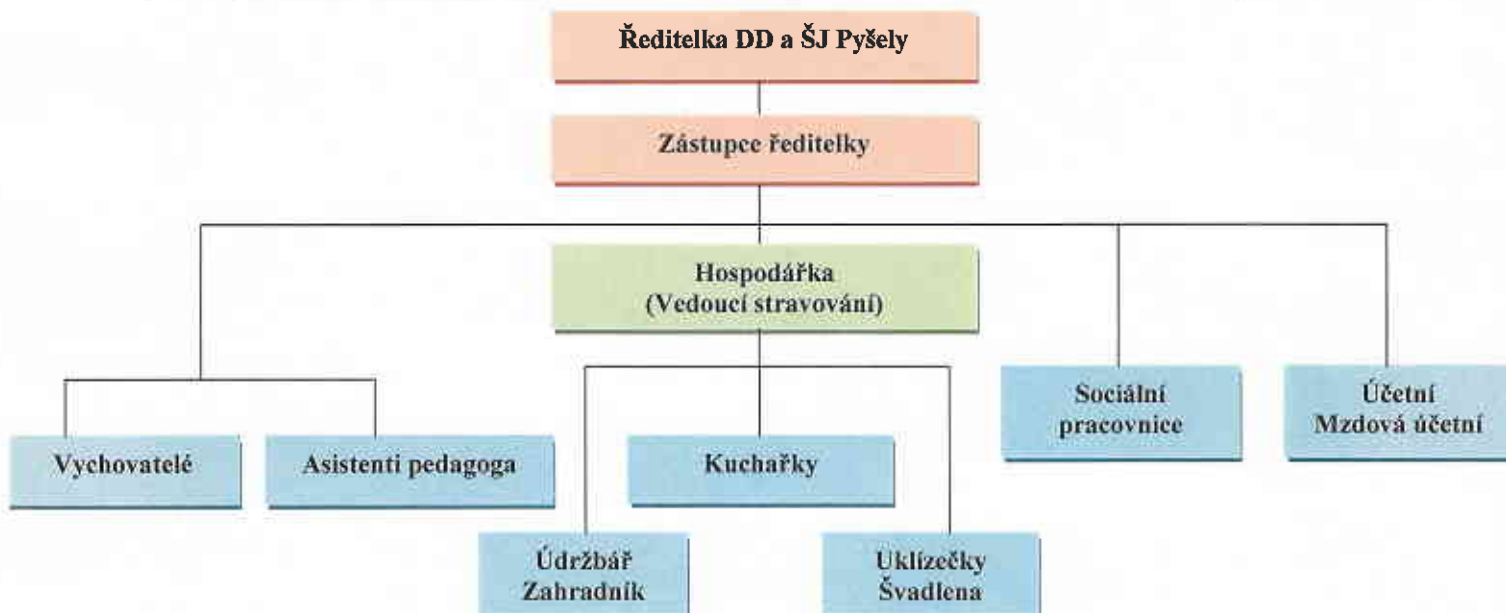 Ředitelka DD a ŠJ Pyšely
Zástupce ředitelky
Hospodářka
(Vedoucí stravování)
Sociální
pracovnice
Účetní
Mzdová účetní
Vychovatelé
Asistenti pedagoga
Kuchařky
Údržbář
Zahradník
Uklízečky
Švadlena